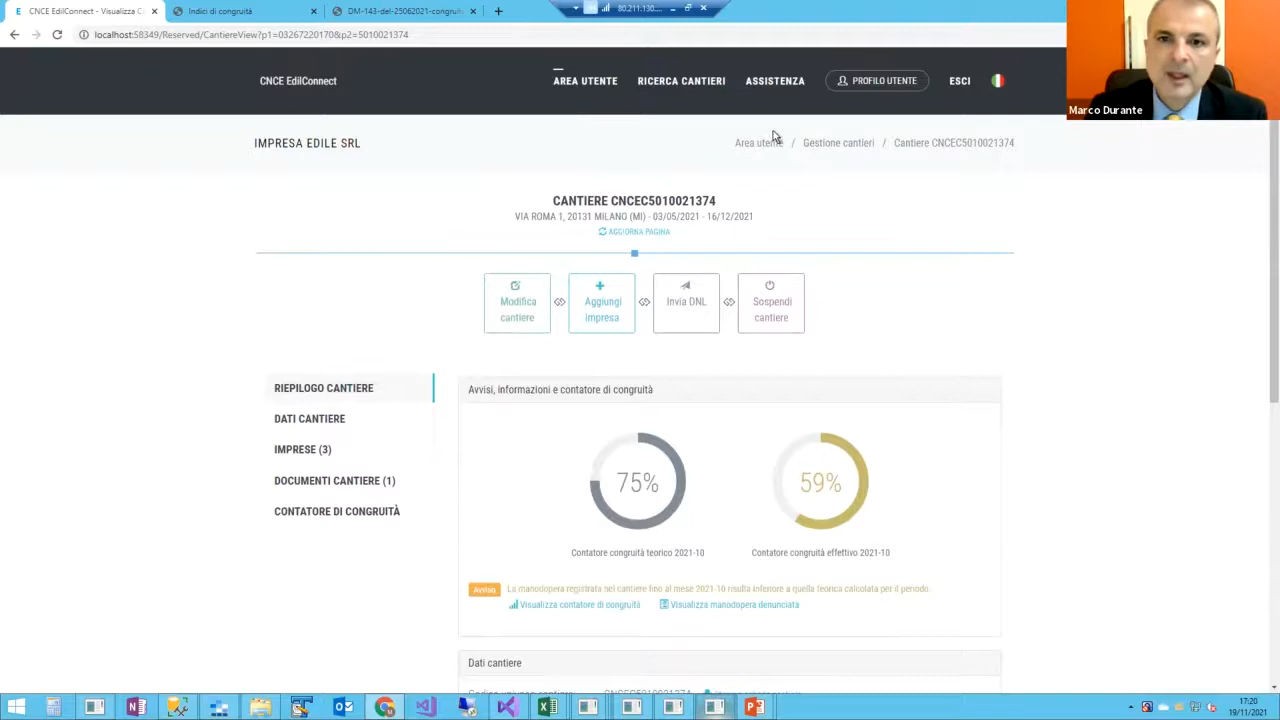 CNCE EdilConnect - Visualizza C
Indici di congruità
DM-143-del-25062021-congruit
80.211.130....
localhost:58349/Reserved/CantiereView?p1=03267220170&p2=5010021374
CNCE EdilConnect
AREA UTENTE
RICERCA CANTIERI
ASSISTENZA
PROFILO UTENTE
ESCI
Marco Durante
IMPRESA EDILE SRL
Area utente / Gestione cantieri / Cantiere CNCEC5010021374
CANTIERE CNCEC5010021374
VIA ROMA 1, 20131 MILANO (MI) - 03/05/2021 - 16/12/2021
AGGIORNA PAGINA
Modifica cantiere
Aggiungi impresa
Invia DNL
Sospendi cantiere
RIEPILOGO CANTIERE
DATI CANTIERE
IMPRESE (3)
DOCUMENTI CANTIERE (1)
CONTATORE DI CONGRUITÀ
Avvisi, informazioni e contatore di congruità
75%
59%
Contatore congruità teorico 2021-10
Contatore congruità effettivo 2021-10
Avviso La manodopera registrata nel cantiere fino al mese 2021-10 risulta inferiore a quella teorica calcolata per il periodo.
Visualizza contatore di congruità
Visualizza manodopera denunciata
Dati cantiere
CNCEC5010021374
17:20
19/11/2021